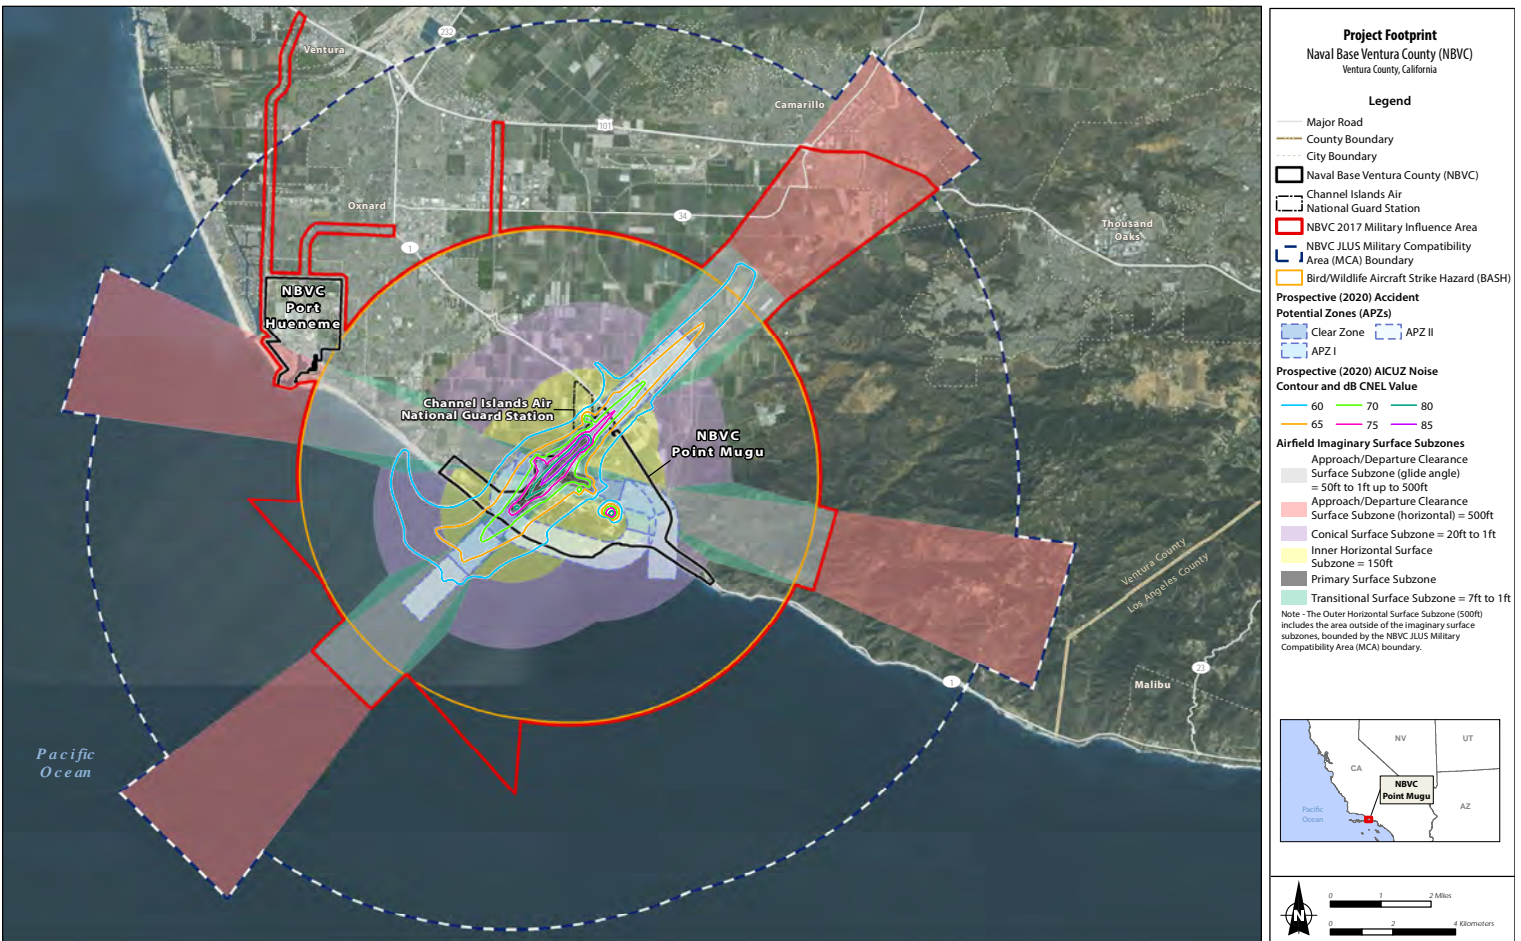 Ventura
232
Camarillo
101
Oxnard
34
1
Thousand
Oaks
NBVC
Port
Hueneme
Channel Islands Air
National Guard Station
NBVC
Point Mugu
Ventura County
Los Angeles County
23
1
Malibu
Pacific
Ocean
Project Footprint
Naval Base Ventura County (NBVC)
Ventura County, California
Legend
Major Road
County Boundary
City Boundary
Naval Base Ventura County (NBVC)
Channel Islands Air
National Guard Station
NBVC 2017 Military Influence Area
NBVC JLUS Military Compatibility
Area (MCA) Boundary
Bird/Wildlife Aircraft Strike Hazard (BASH)
Prospective (2020) Accident
Potential Zones (APZs)
Clear Zone APZ II
APZ I
Prospective (2020) AICUZ Noise
Contour and dB CNEL Value
60 70 80
65 75 85
Airfield Imaginary Surface Subzones
Approach/Departure Clearance
Surface Subzone (glide angle)
= 50ft to 1ft up to 500ft
Approach/Departure Clearance
Surface Subzone (horizontal) = 500ft
Conical Surface Subzone = 20ft to 1ft
Inner Horizontal Surface
Subzone = 150ft
Primary Surface Subzone
Transitional Surface Subzone = 7ft to 1ft
Note - The Outer Horizontal Surface Subzone (500ft)
includes the area outside of the imaginary surface
subzones, bounded by the NBVC JLUS Military
Compatibility Area (MCA) boundary.
NV
UT
CA
NBVC
Point Mugu
AZ
Pacific
Ocean
N
0 1 2 Miles
0 2 4 Kilometers